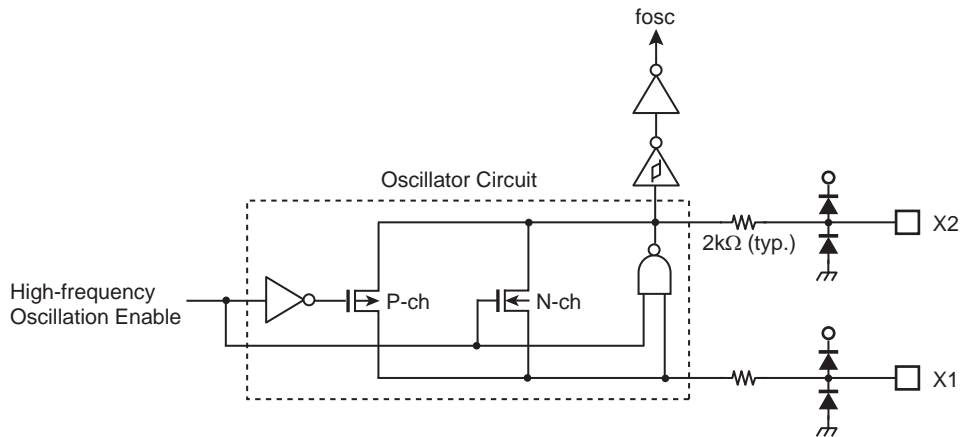 fosc
Oscillator Circuit
X2
2kΩ (typ.)
High-frequency
Oscillation Enable
P-ch
N-ch
X1